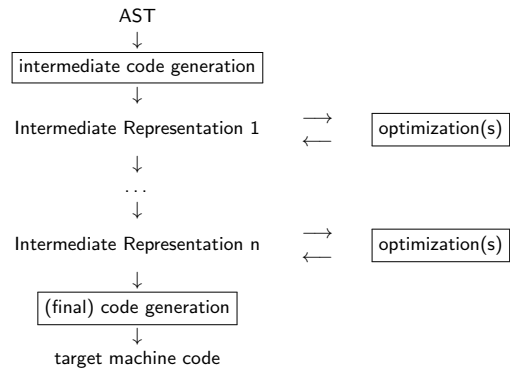 AST
intermediate code generation
Intermediate Representation 1
optimization(s)
...
Intermediate Representation n
optimization(s)
(final) code generation
target machine code